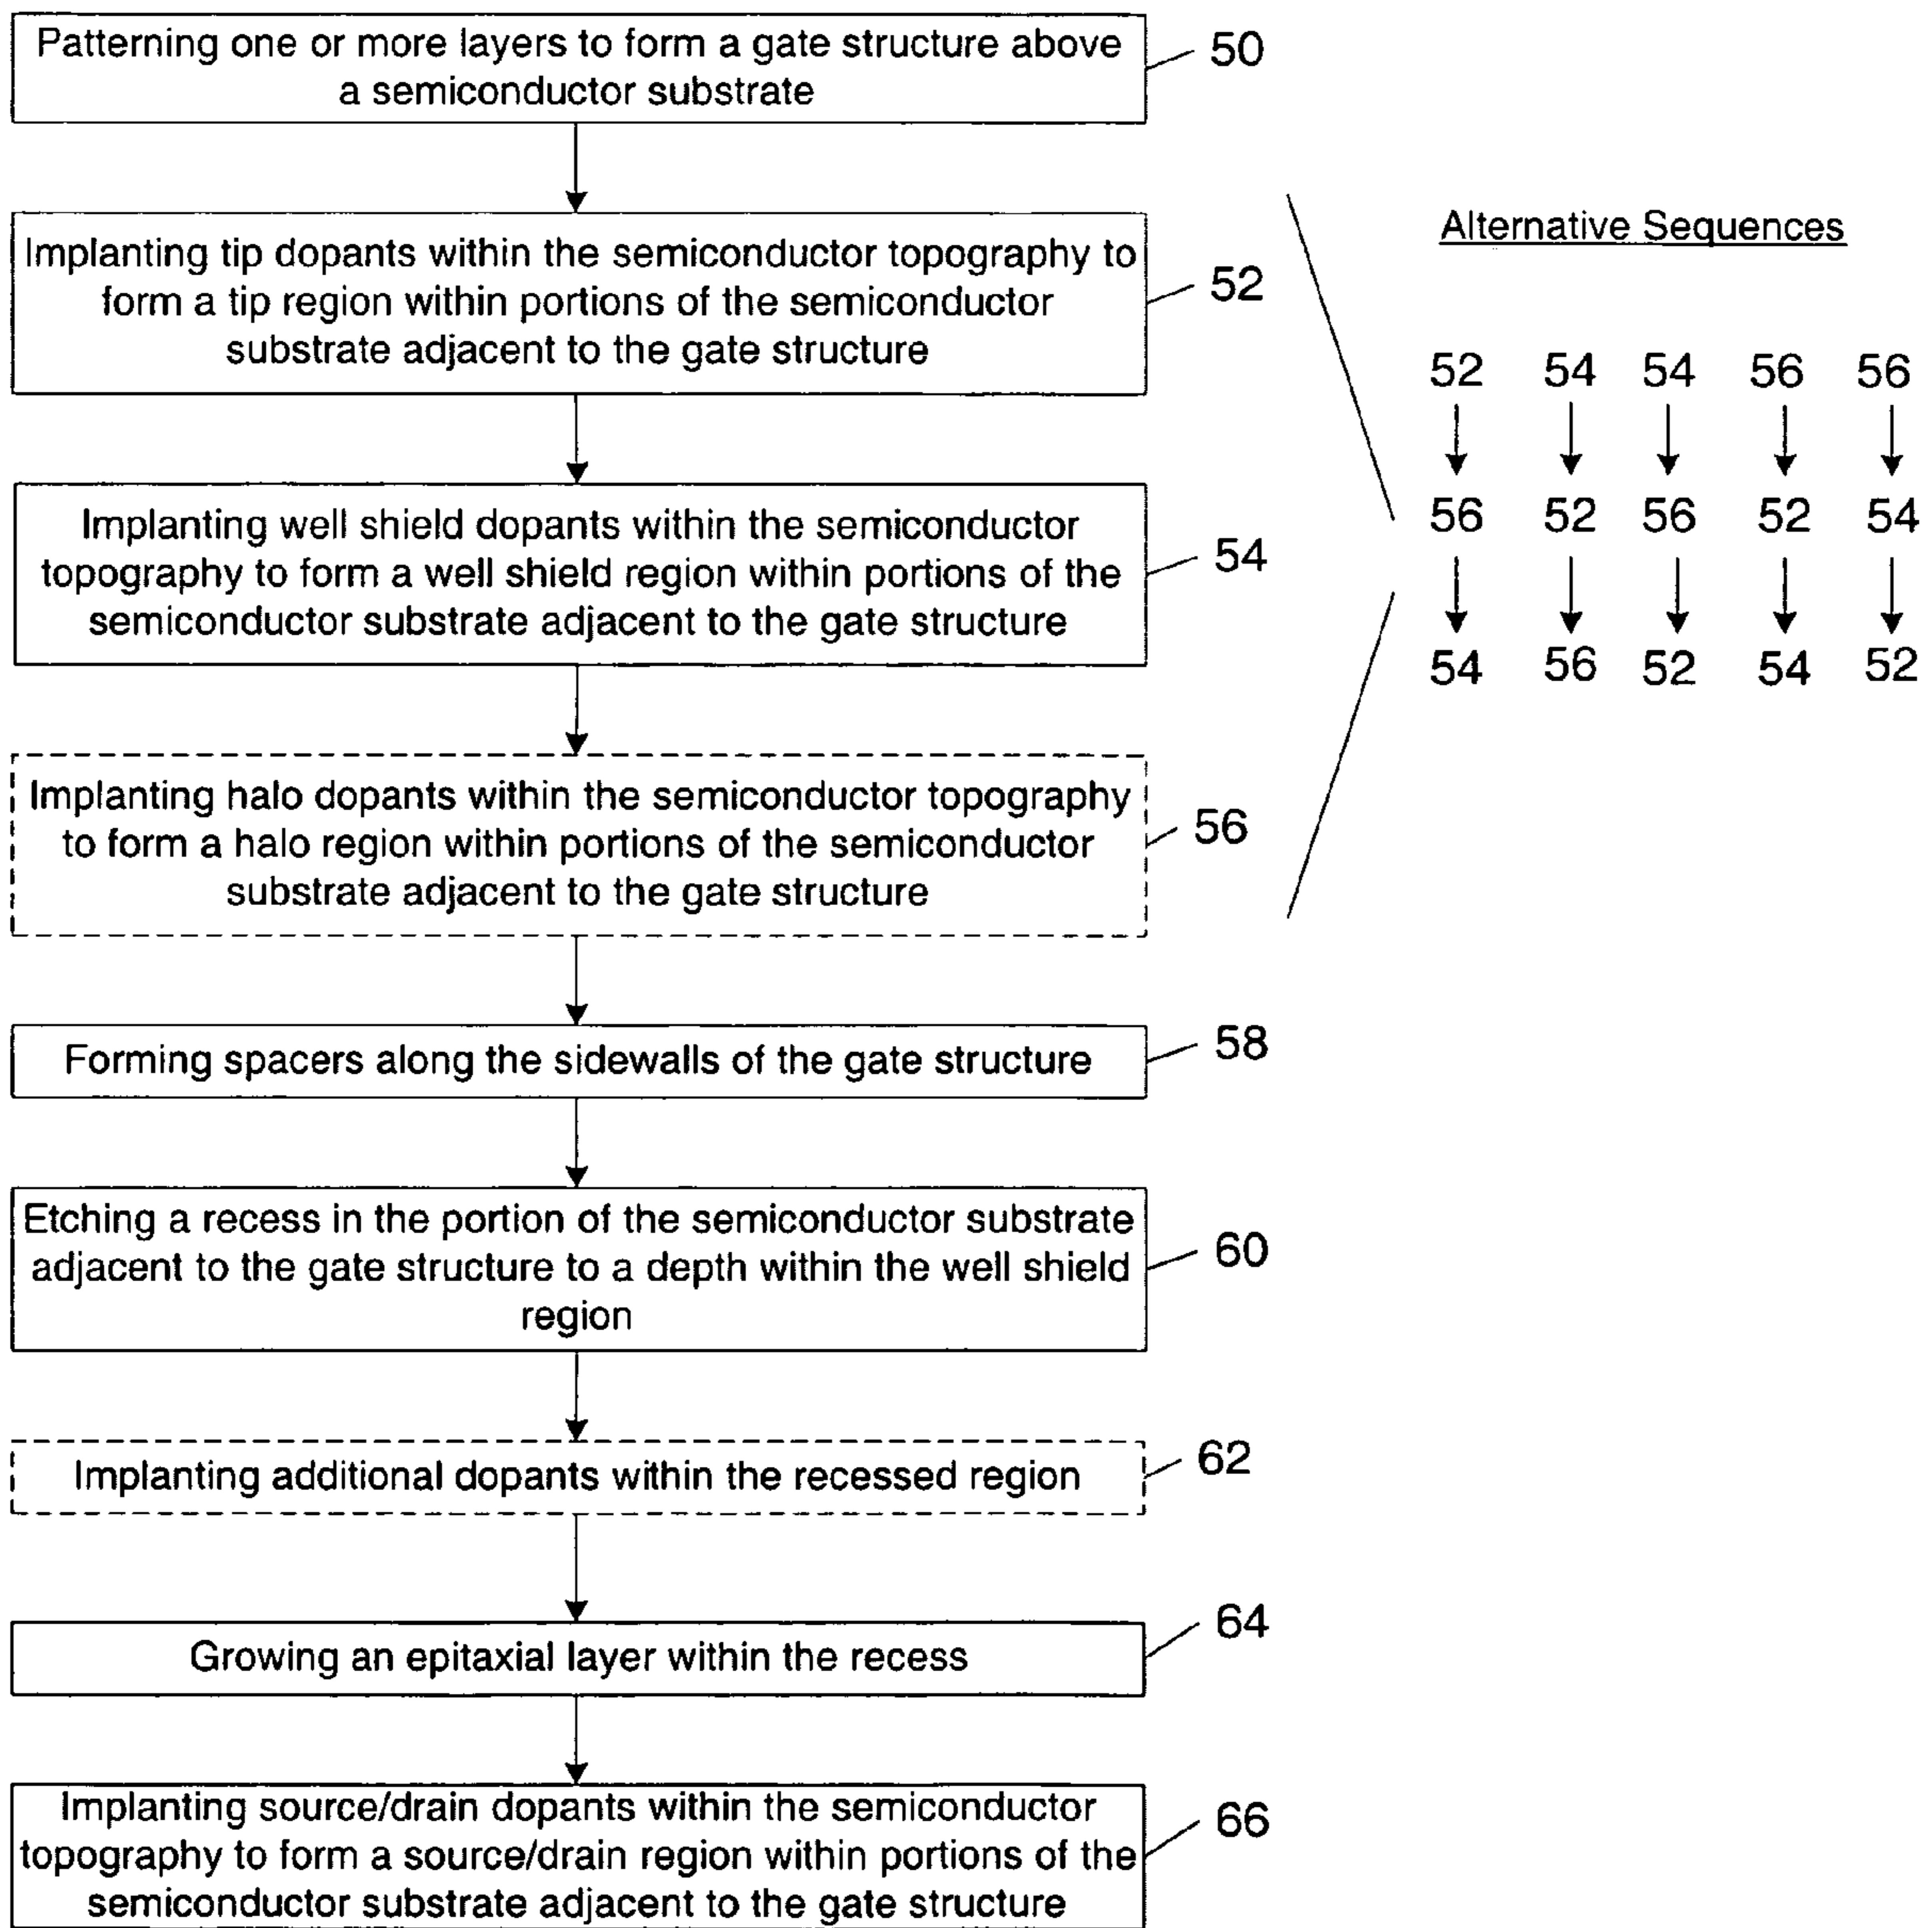 Patterning one or more layers to form a gate structure above
a semiconductor substrate
50
Implanting tip dopants within the semiconductor topography to
form a tip region within portions of the semiconductor
substrate adjacent to the gate structure
52
Implanting well shield dopants within the semiconductor
topography to form a well shield region within portions of the
semiconductor substrate adjacent to the gate structure
54
Implanting halo dopants within the semiconductor topography
to form a halo region within portions of the semiconductor
substrate adjacent to the gate structure
56
Alternative Sequences
52 54 54 56 56
56 52 56 52 54
54 56 52 54 52
Forming spacers along the sidewalls of the gate structure
58
Etching a recess in the portion of the semiconductor substrate
adjacent to the gate structure to a depth within the well shield
region
60
Implanting additional dopants within the recessed region
62
Growing an epitaxial layer within the recess
64
Implanting source/drain dopants within the semiconductor
topography to form a source/drain region within portions of the
semiconductor substrate adjacent to the gate structure
66